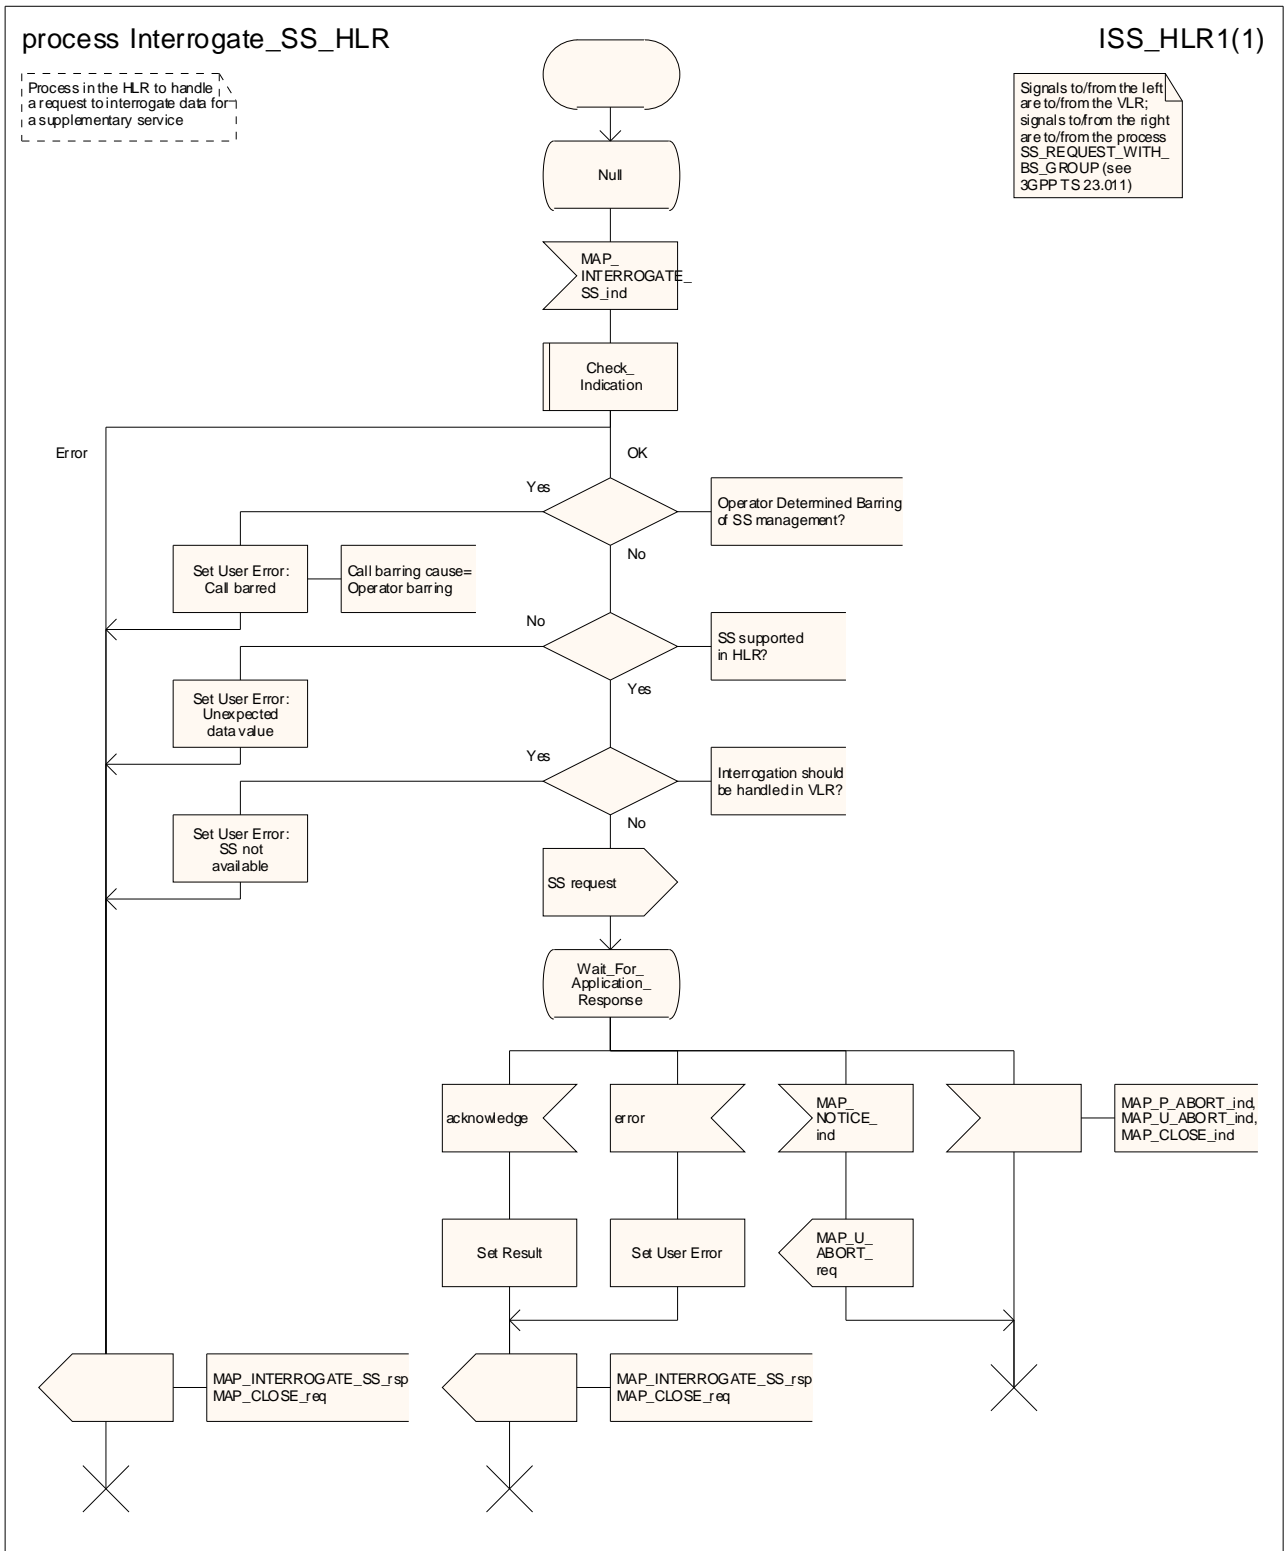 process Interrogate_SS_HLR
ISS_HLR1(1)
Process in the HLR to handle
a request to interrogate data for
a supplementary service
Signals to/from the left
are to/from the VLR;
signals to/from the right
are to/from the process
SS_REQUEST_WITH_
BS_GROUP (see
3GPP TS 23.011)
Null
MAP_
INTERROGATE_
SS_ind
Check_
Indication
Error
OK
Yes
Operator Determined Barring
of SS management?
No
Set User Error:
Call barred
Call barring cause=
Operator barring
No
SS supported
in HLR?
Yes
Set User Error:
Unexpected
data value
Yes
Interrogation should
be handled in VLR?
No
Set User Error:
SS not
available
SS request
Wait_For_
Application_
Response
acknowledge
error
MAP_
NOTICE_
ind
MAP_P_ABORT_ind,
MAP_U_ABORT_ind,
MAP_CLOSE_ind
Set Result
Set User Error
MAP_U_
ABORT_
req
MAP_INTERROGATE_SS_rsp
MAP_CLOSE_req
MAP_INTERROGATE_SS_rsp
MAP_CLOSE_req